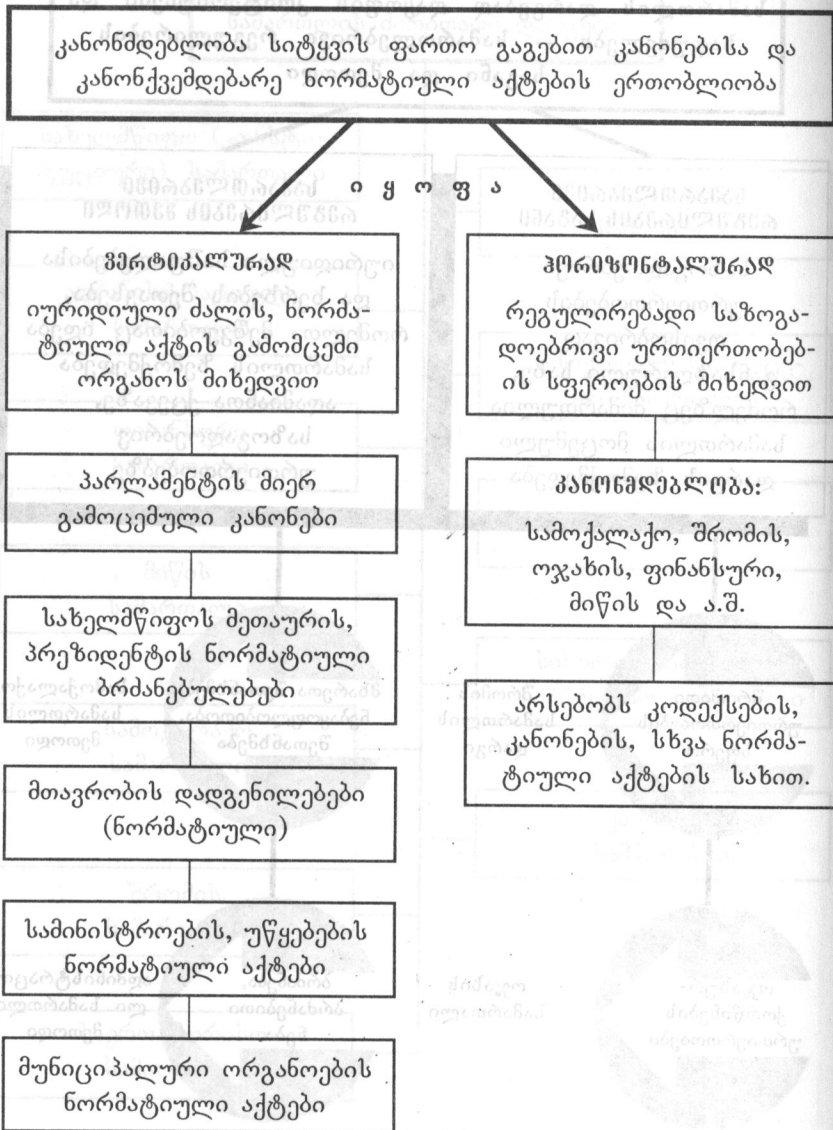 კანონმდებლობა სიტყვის ფართო გაგებით კანონებისა და
კანონქვემდებარე ნორმატიული აქტების ერთობლიობა
იყოფა
ვერტიკალურად
იურიდიული ძალის, ნორმა-
ტიული აქტის გამომცემი
ორგანოს მიხედვით
პარლამენტის მიერ
გამოცემული კანონები
სახელმწიფოს მეთაურის,
პრეზიდენტის ნორმატიული
ბრძანებულებები
მთავრობის დადგენილებები
(ნორმატიული)
სამინისტროების, უწყებების
ნორმატიული აქტები
მუნიციპალური ორგანოების
ნორმატიული აქტები
ჰორიზონტალურად
რეგულირებადი საზოგა-
დოებრივი ურთიერთობებ-
ის სფეროების მიხედვით
კანონმდებლობა:
სამოქალაქო, შრომის,
ოჯახის, ფინანსური,
მიწის და ა.შ.
არსებობს კოდექსების,
კანონების, სხვა ნორმა-
ტიული აქტების სახით.